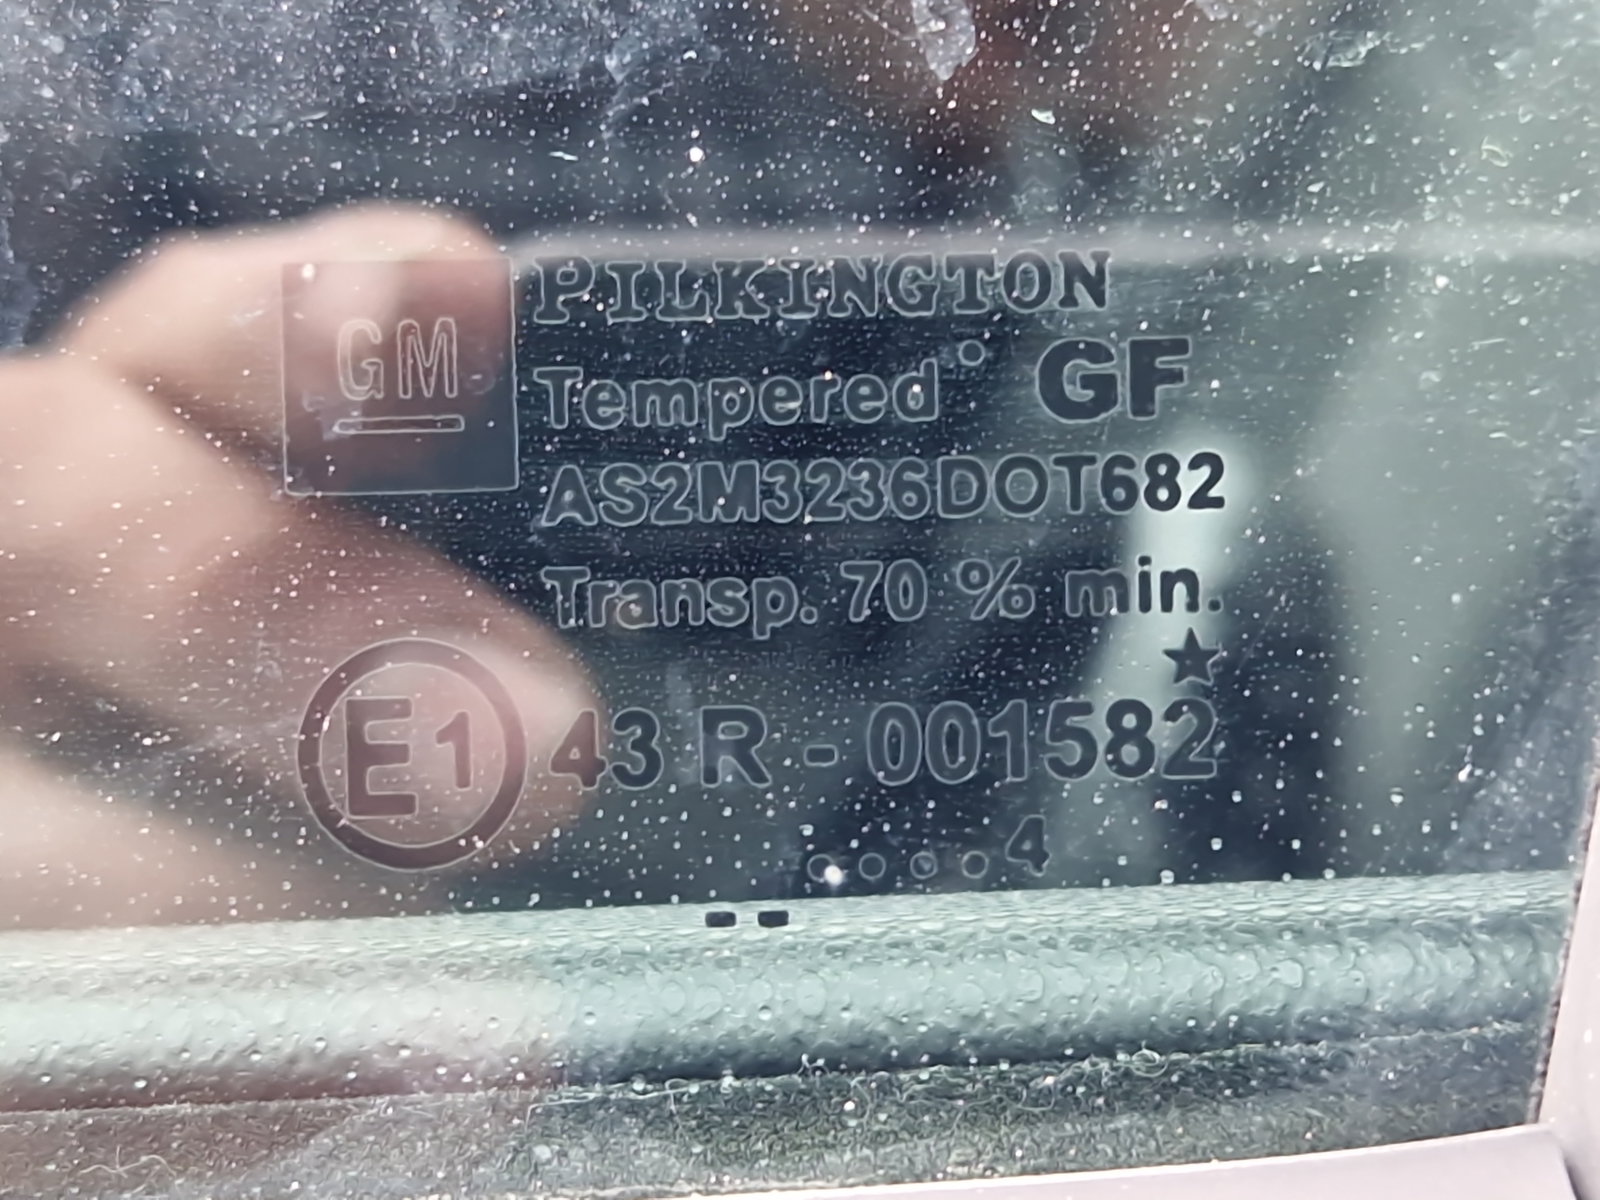 GM
PILKINGTON
Tempered GF
AS2M3236DOT682
Transp. 70 % min.
E1 43 R - 001582
....4